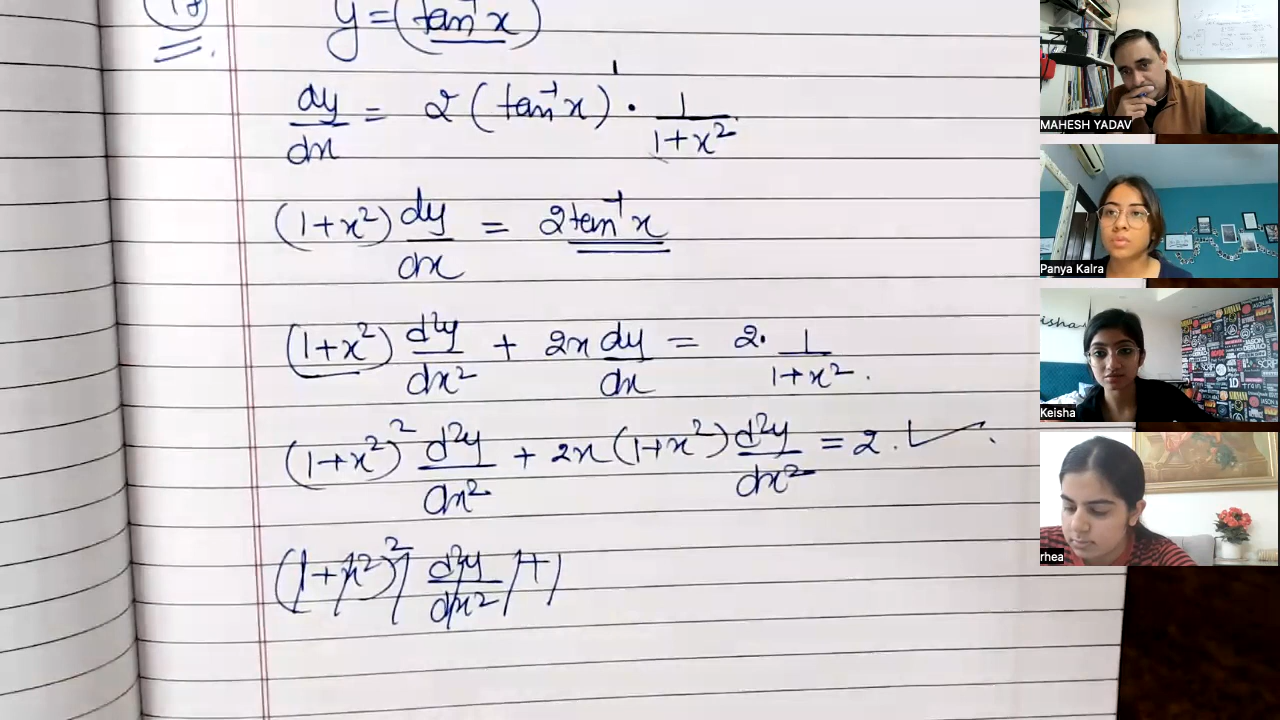 18
y = (tan⁻¹x)
dy/dx = 2(tan⁻¹x)¹ · 1/(1+x²)
(1+x²) dy/dx = 2tan⁻¹x
(1+x²) d²y/dx² + 2x dy/dx = 2· 1/(1+x²).
(1+x²)² d²y/dx² + 2x(1+x²) d²y/dx² = 2.
(1+x²)² d²y/dx² +
MAHESH YADAV
Panya Kalra
Keisha
rhea